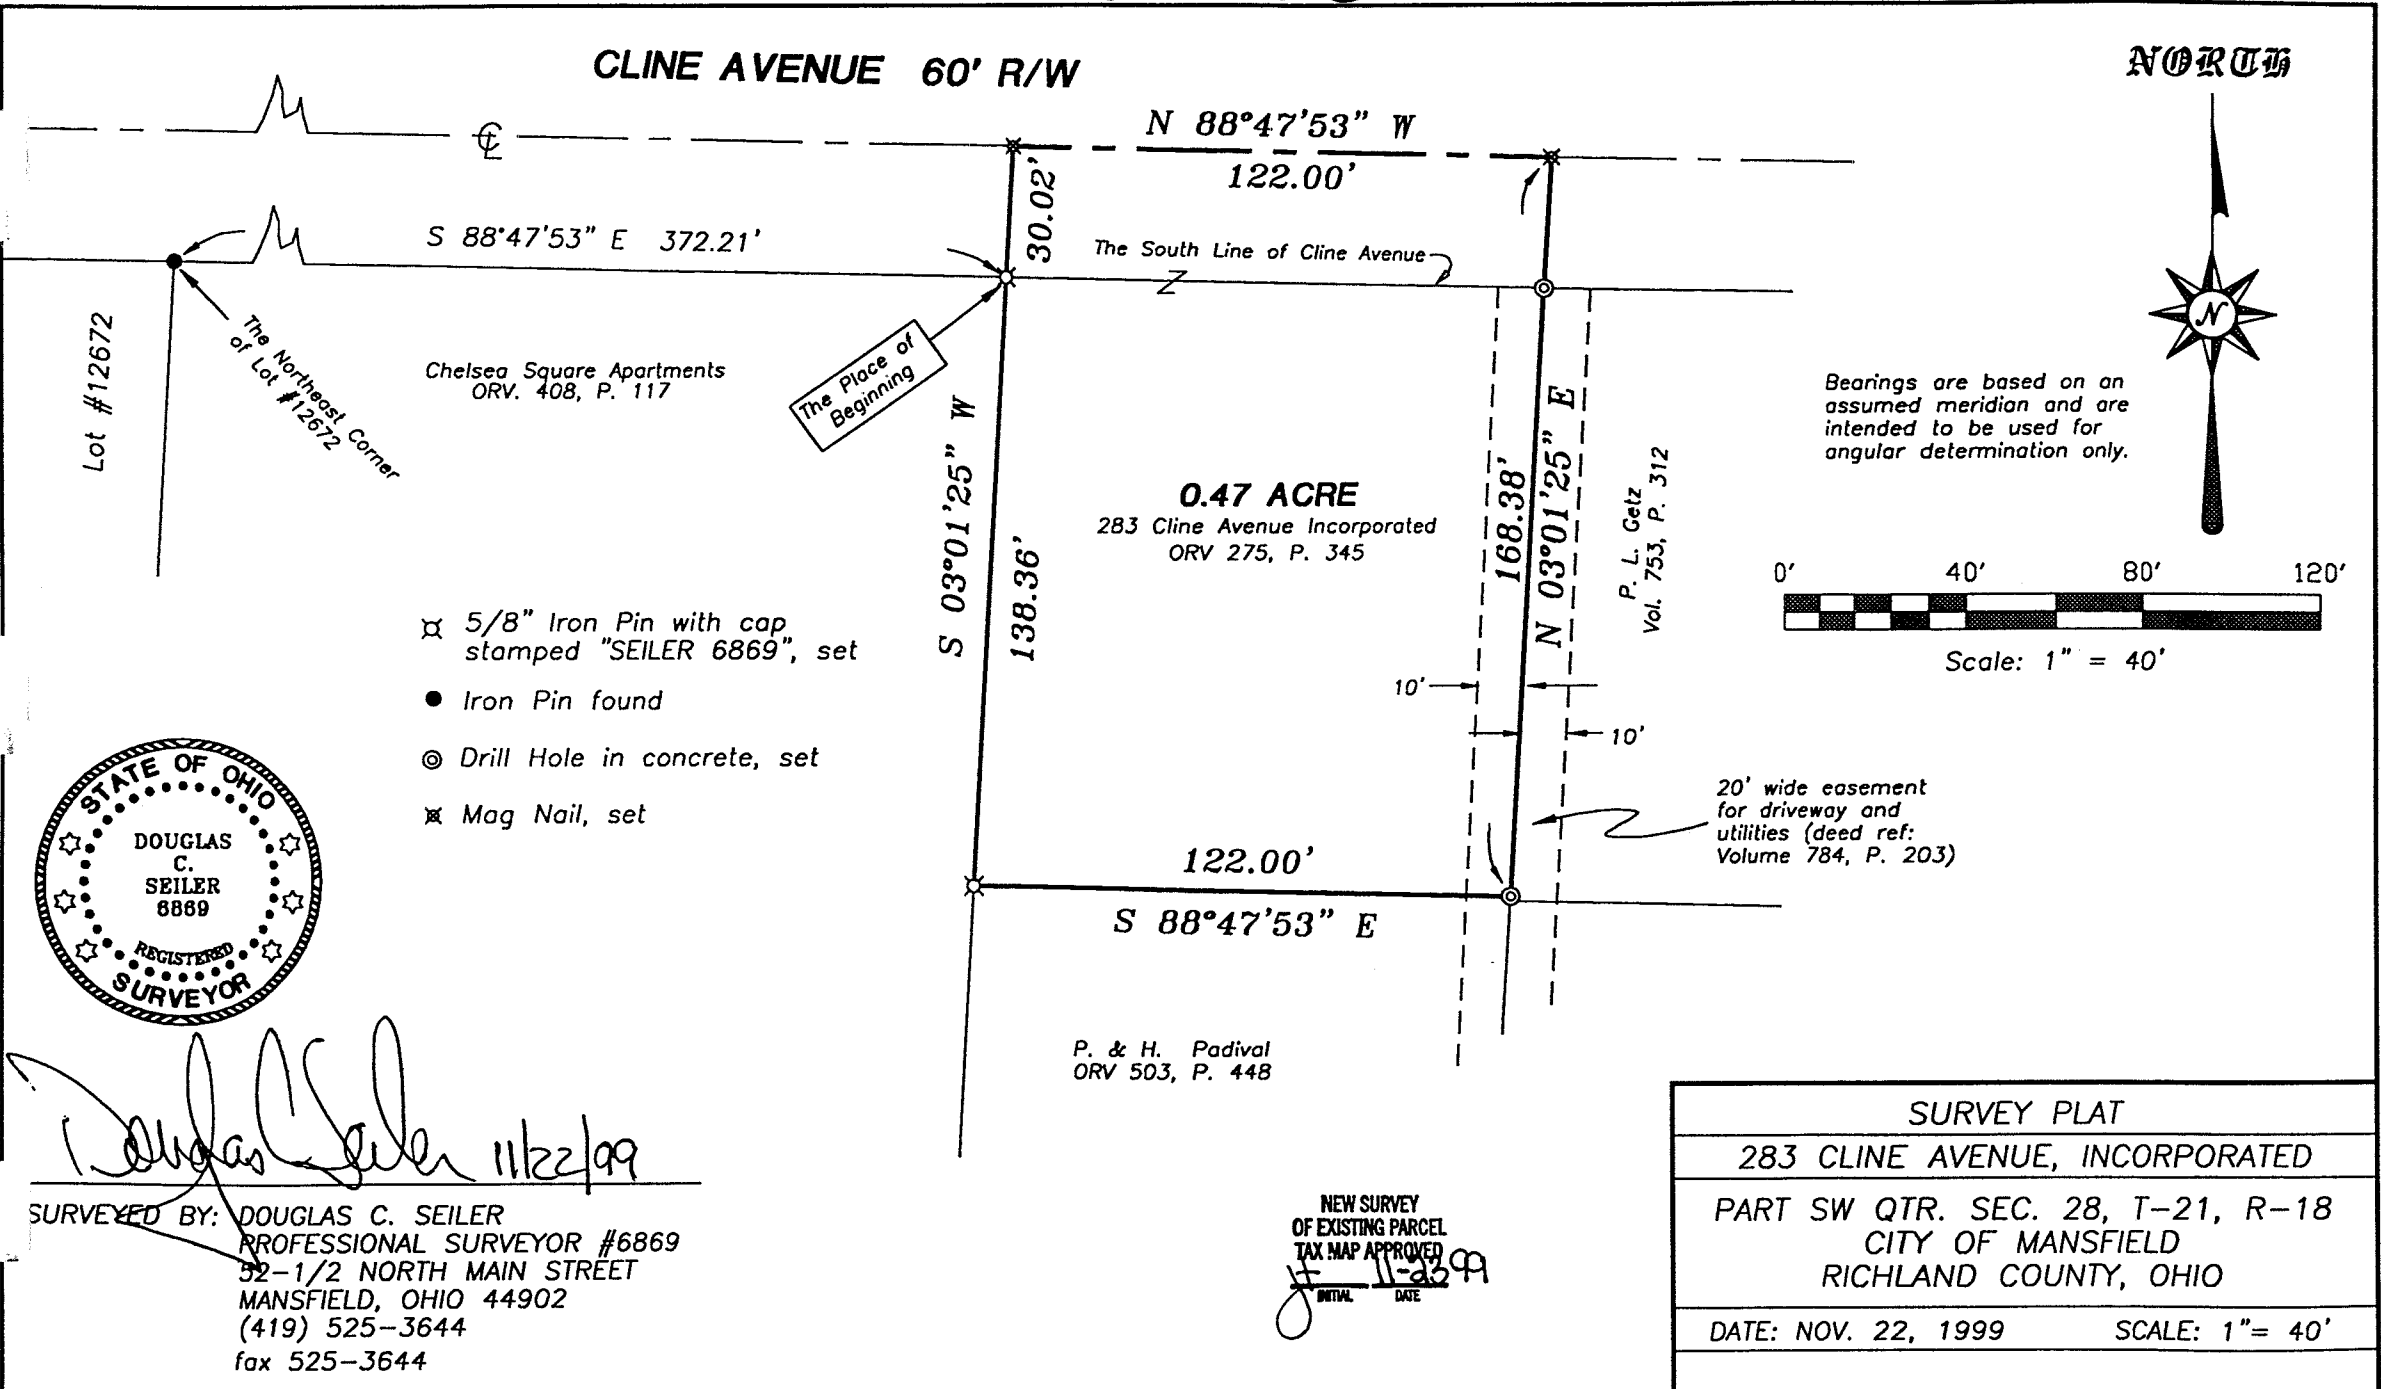 CLINE AVENUE 60' R/W
NORTH
N 88°47'53" W
122.00'
30.02'
S 88°47'53" E 372.21'
The South Line of Cline Avenue
Lot #12672
The Northeast Corner
of Lot #12672
Chelsea Square Apartments
ORV. 408, P. 117
The Place of
Beginning
N
Bearings are based on an
assumed meridian and are
intended to be used for
angular determination only.
S 03°01'25" W
138.36'
0.47 ACRE
283 Cline Avenue Incorporated
ORV 275, P. 345
168.38'
N 03°01'25" E
P. L. Getz
Vol. 753, P. 312
0' 40' 80' 120'
Scale: 1" = 40'
5/8" Iron Pin with cap
stamped "SEILER 6869", set
Iron Pin found
Drill Hole in concrete, set
Mag Nail, set
10'
10'
20' wide easement
for driveway and
utilities (deed ref:
Volume 784, P. 203)
122.00'
S 88°47'53" E
STATE OF OHIO
DOUGLAS
C.
SEILER
6869
REGISTERED
SURVEYOR
P. & H. Padival
ORV 503, P. 448
Douglas C Seiler 11/22/99
SURVEYED BY: DOUGLAS C. SEILER
PROFESSIONAL SURVEYOR #6869
52-1/2 NORTH MAIN STREET
MANSFIELD, OHIO 44902
(419) 525-3644
fax 525-3644
NEW SURVEY
OF EXISTING PARCEL
TAX MAP APPROVED
11-23 99
INITIAL DATE
SURVEY PLAT
283 CLINE AVENUE, INCORPORATED
PART SW QTR. SEC. 28, T-21, R-18
CITY OF MANSFIELD
RICHLAND COUNTY, OHIO
DATE: NOV. 22, 1999 SCALE: 1"= 40'